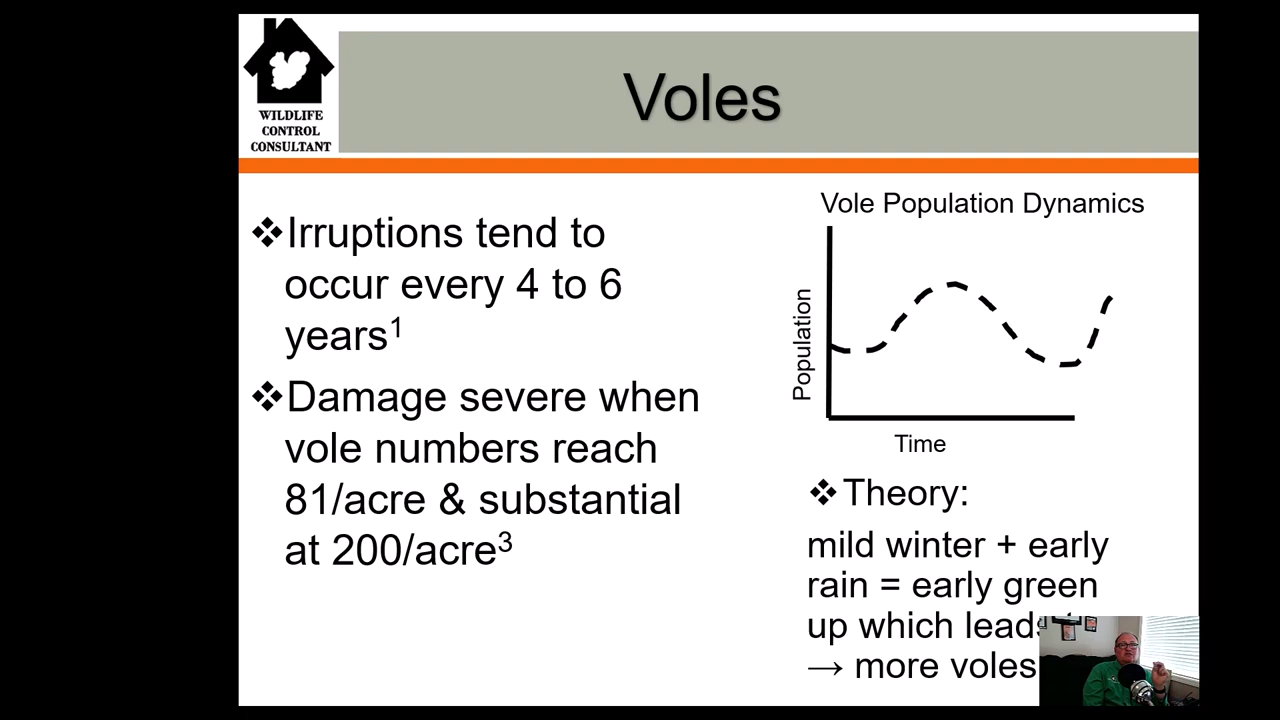 Voles
WILDLIFE
CONTROL
CONSULTANT
❖Irruptions tend to
occur every 4 to 6
years¹
❖Damage severe when
vole numbers reach
81/acre & substantial
at 200/acre³
Vole Population Dynamics
Population
Time
❖Theory:
mild winter + early
rain = early green
up which leads
→ more voles